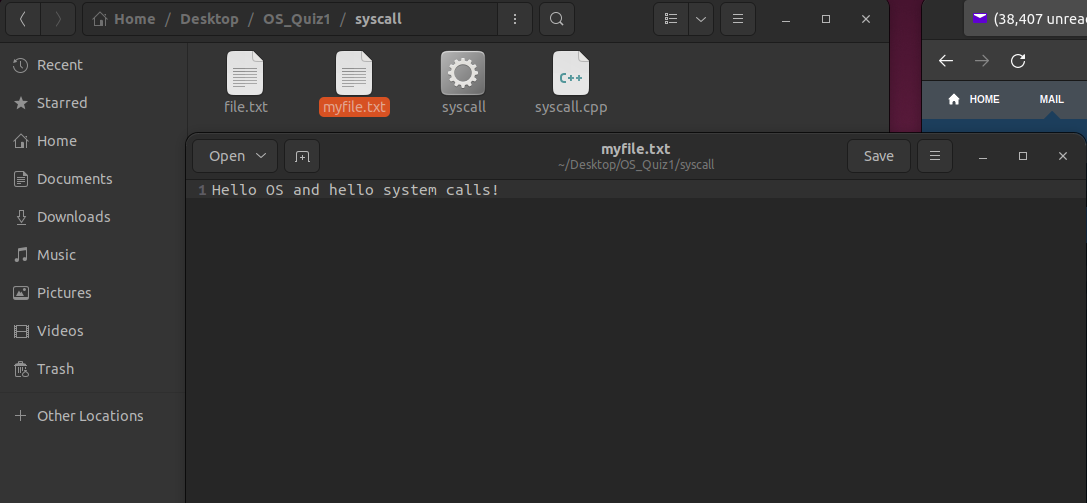 Home / Desktop / OS_Quiz1 / syscall
(38,407 unrea
HOME MAIL
Recent
Starred
Home
Documents
Downloads
Music
Pictures
Videos
Trash
Other Locations
file.txt myfile.txt syscall syscall.cpp
C++
Open myfile.txt Save
~/Desktop/OS_Quiz1/syscall
1 Hello OS and hello system calls!